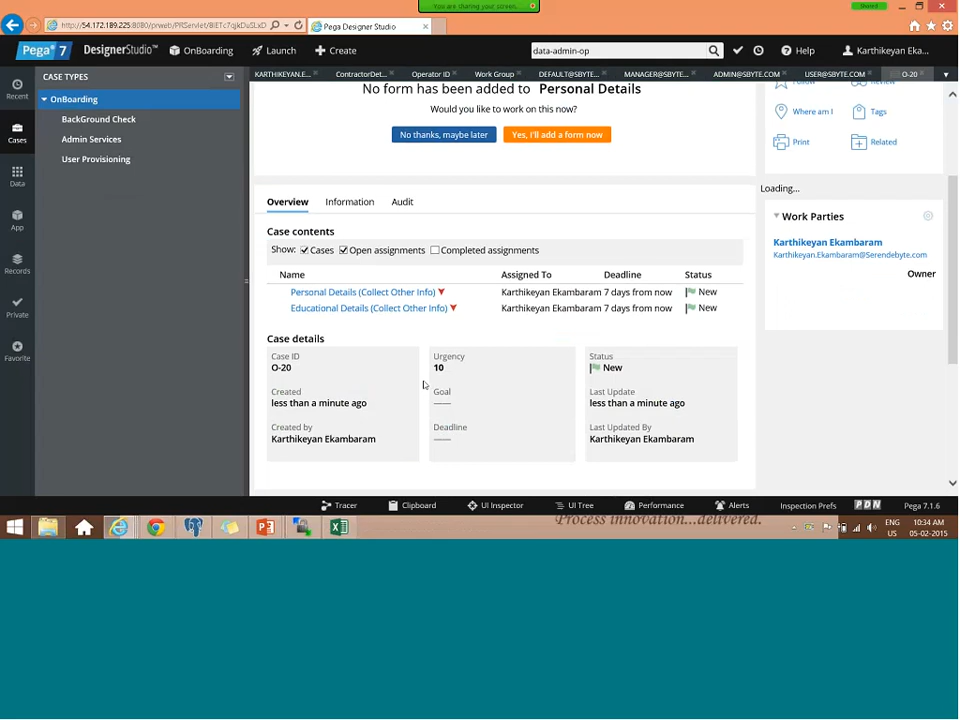 You are sharing your screen.
Shared
http://54.172.189.225:8080/prweb/PRServlet/
Pega Designer Studio
Pega 7 DesignerStudio OnBoarding Launch Create data-admin-op Help Karthikeyan Eka...
CASE TYPES
KARTHIKEYAN.E... ContractorDet... Operator ID Work Group DEFAULT@SBYTE... MANAGER@SBYTE... ADMIN@SBYTE.COM USER@SBYTE.COM O-20
Recent
Cases
Data
App
Records
Private
Favorite
OnBoarding
BackGround Check
Admin Services
User Provisioning
No form has been added to Personal Details
Would you like to work on this now?
No thanks, maybe later Yes, I'll add a form now
Follow Review
Where am I Tags
Print Related
Loading...
Work Parties
Karthikeyan Ekambaram
Karthikeyan.Ekambaram@Serendebyte.com
Owner
Overview Information Audit
Case contents
Show: Cases Open assignments Completed assignments
Name Assigned To Deadline Status
Personal Details (Collect Other Info) Karthikeyan Ekambaram 7 days from now New
Educational Details (Collect Other Info) Karthikeyan Ekambaram 7 days from now New
Case details
Case ID Urgency Status
O-20 10 New
Created Goal Last Update
less than a minute ago --- less than a minute ago
Created by Deadline Last Updated By
Karthikeyan Ekambaram --- Karthikeyan Ekambaram
Tracer Clipboard UI Inspector UI Tree Performance Alerts Inspection Prefs PDN Pega 7.1.6
Process innovation...delivered.
ENG 10:34 AM
US 05-02-2015